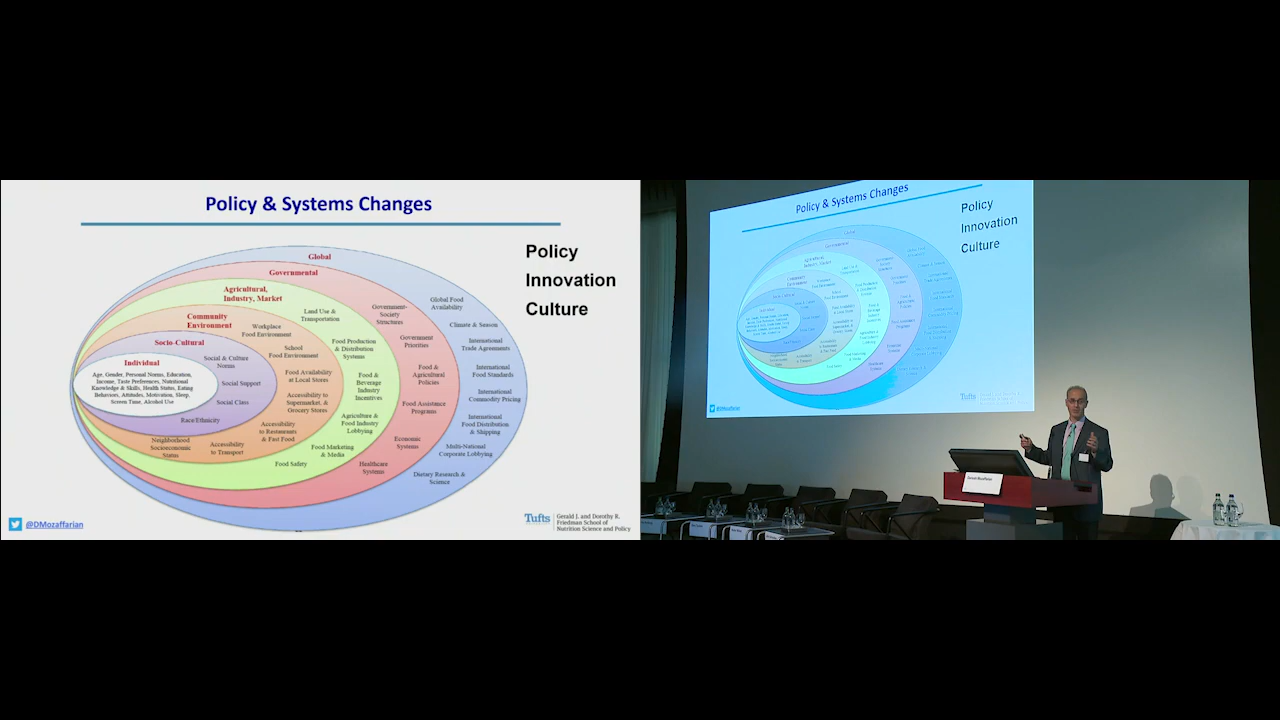 Policy & Systems Changes
Policy
Innovation
Culture
Global
Governmental
Agricultural,
Industry, Market
Community
Environment
Socio-Cultural
Individual
Age, Gender, Personal Norms, Education,
Income, Taste Preferences, Nutritional
Knowledge & Skills, Health Status, Eating
Behaviors, Attitudes, Motivation, Sleep,
Screen Time, Alcohol Use
Social & Culture
Norms
Social Support
Social Class
Race/Ethnicity
Workplace
Food Environment
School
Food Environment
Food Availability
at Local Stores
Accessibility to
Supermarket &
Grocery Stores
Accessibility
to Restaurants
& Fast Food
Accessibility
to Transport
Neighborhood
Socioeconomic
Status
Land Use &
Transportation
Food Production
& Distribution
Systems
Food &
Beverage
Industry
Incentives
Agriculture &
Food Industry
Lobbying
Food Marketing
& Media
Food Safety
Government-
Society
Structures
Government
Priorities
Food &
Agricultural
Policies
Food Assistance
Programs
Economic
Systems
Healthcare
Systems
Global Food
Availability
Climate & Season
International
Trade Agreements
International
Food Standards
International
Commodity Pricing
International
Food Distribution
& Shipping
Multi-National
Corporate Lobbying
Dietary Research &
Science
@DMozaffarian
Tufts
Gerald J. and Dorothy R.
Friedman School of
Nutrition Science and Policy
Policy & Systems Changes
Policy
Innovation
Culture
Tufts